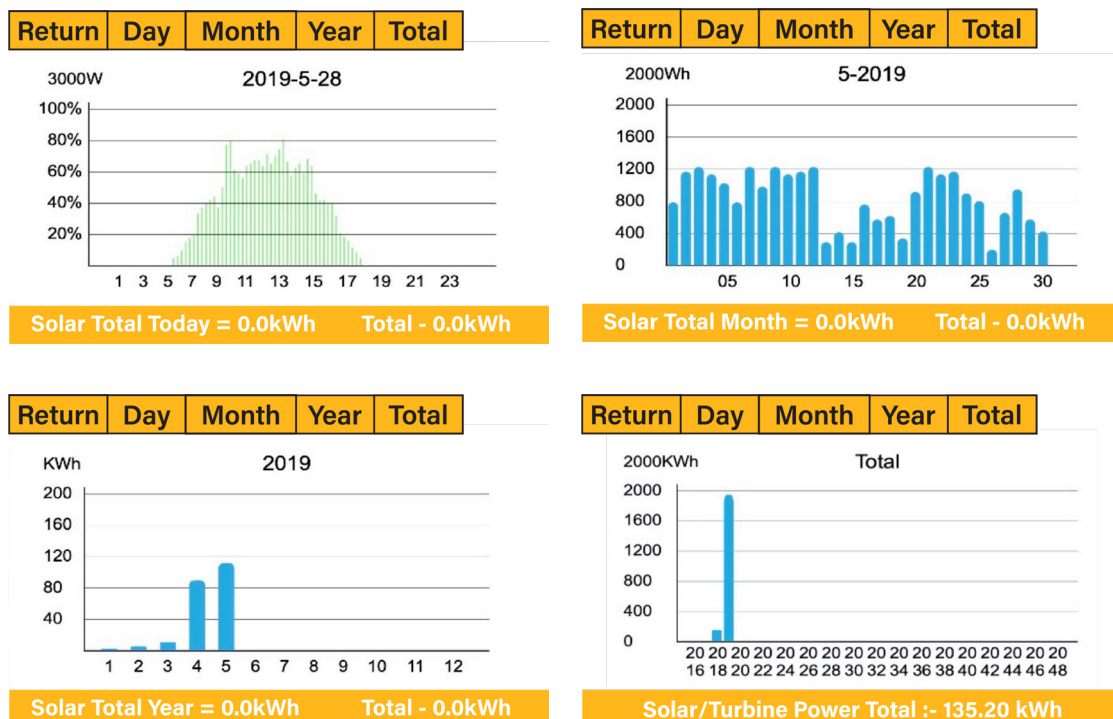 Return Day Month Year Total
3000W 2019-5-28
100%
80%
60%
40%
20%
1 3 5 7 9 11 13 15 17 19 21 23
Solar Total Today = 0.0kWh Total - 0.0kWh
Return Day Month Year Total
2000Wh 5-2019
2000
1600
1200
800
400
0
05 10 15 20 25 30
Solar Total Month = 0.0kWh Total - 0.0kWh
Return Day Month Year Total
KWh 2019
200
160
120
80
40
1 2 3 4 5 6 7 8 9 10 11 12
Solar Total Year = 0.0kWh Total - 0.0kWh
Return Day Month Year Total
2000KWh Total
2000
1600
1200
800
400
0
20 20 20 20 20 20 20 20 20 20 20 20 20 20 20 20 20
16 18 20 22 24 26 28 30 32 34 36 38 40 42 44 46 48
Solar/Turbine Power Total :- 135.20 kWh